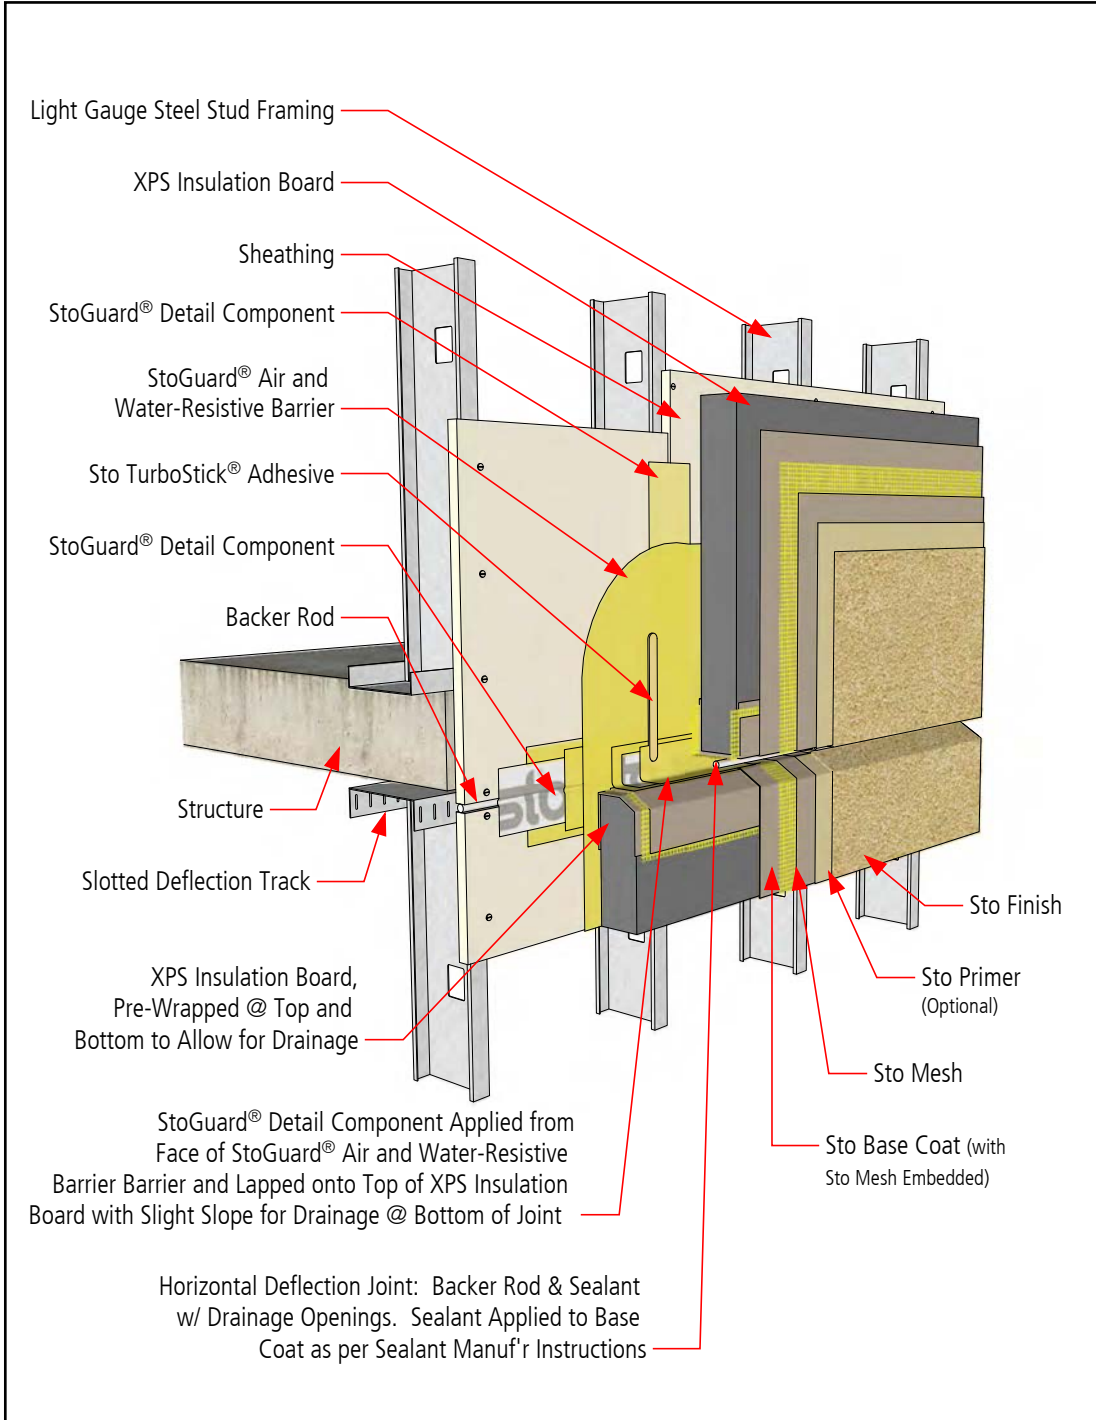 Light Gauge Steel Stud Framing
XPS Insulation Board
Sheathing
StoGuard® Detail Component
StoGuard® Air and
Water-Resistive Barrier
Sto TurboStick® Adhesive
StoGuard® Detail Component
Backer Rod
sto
Structure
Slotted Deflection Track
XPS Insulation Board,
Pre-Wrapped @ Top and
Bottom to Allow for Drainage
StoGuard® Detail Component Applied from
Face of StoGuard® Air and Water-Resistive
Barrier Barrier and Lapped onto Top of XPS Insulation
Board with Slight Slope for Drainage @ Bottom of Joint
Horizontal Deflection Joint:  Backer Rod & Sealant
w/ Drainage Openings.  Sealant Applied to Base
Coat as per Sealant Manuf'r Instructions
Sto Finish
Sto Primer
(Optional)
Sto Mesh
Sto Base Coat (with
Sto Mesh Embedded)